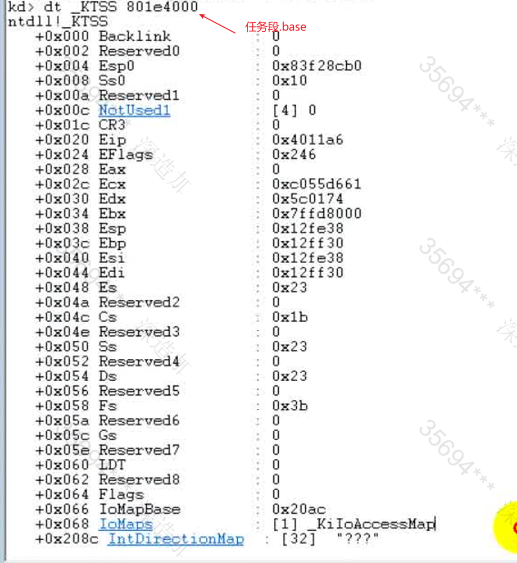 kd> dt _KTSS 801e4000
任务段.base
ntdll!_KTSS
+0x000 Backlink : 0
+0x002 Reserved0 : 0
+0x004 Esp0 : 0x83f28cb0
+0x008 Ss0 : 0x10
+0x00a Reserved1 : 0
+0x00c NotUsed1 : [4] 0
+0x01c CR3 : 0
+0x020 Eip : 0x4011a6
+0x024 EFlags : 0x246
+0x028 Eax : 0
+0x02c Ecx : 0xc055d661
+0x030 Edx : 0x5c0174
+0x034 Ebx : 0x7ffd8000
+0x038 Esp : 0x12fe38
+0x03c Ebp : 0x12ff30
+0x040 Esi : 0x12fe38
+0x044 Edi : 0x12ff30
+0x048 Es : 0x23
+0x04a Reserved2 : 0
+0x04c Cs : 0x1b
+0x04e Reserved3 : 0
+0x050 Ss : 0x23
+0x052 Reserved4 : 0
+0x054 Ds : 0x23
+0x056 Reserved5 : 0
+0x058 Fs : 0x3b
+0x05a Reserved6 : 0
+0x05c Gs : 0
+0x05e Reserved7 : 0
+0x060 LDT : 0
+0x062 Reserved8 : 0
+0x064 Flags : 0
+0x066 IoMapBase : 0x20ac
+0x068 IoMaps : [1] _KiIoAccessMap
+0x208c IntDirectionMap : [32] "???"
35694***
35694***
35694***
深造加